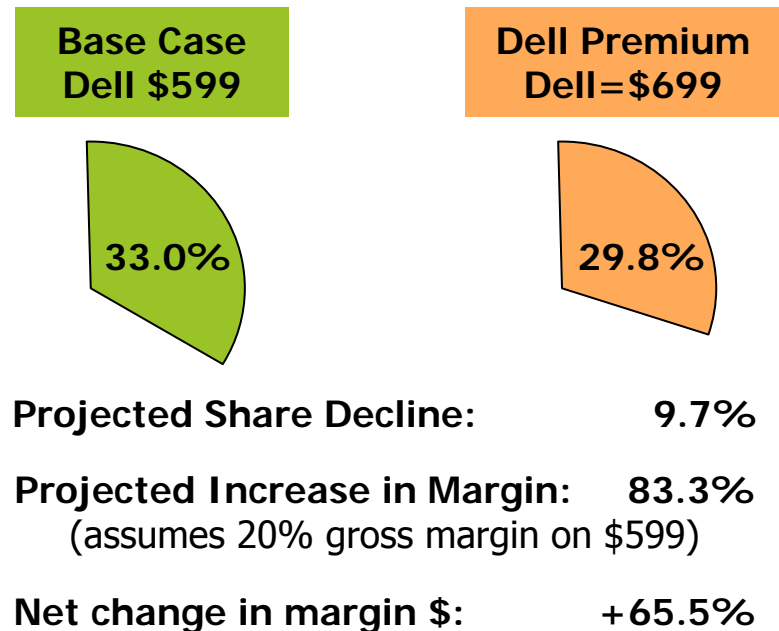 Base Case
Dell $599
Dell Premium
Dell=$699
33.0%
29.8%
Projected Share Decline: 9.7%
Projected Increase in Margin: 83.3%
(assumes 20% gross margin on $599)
Net change in margin $: +65.5%